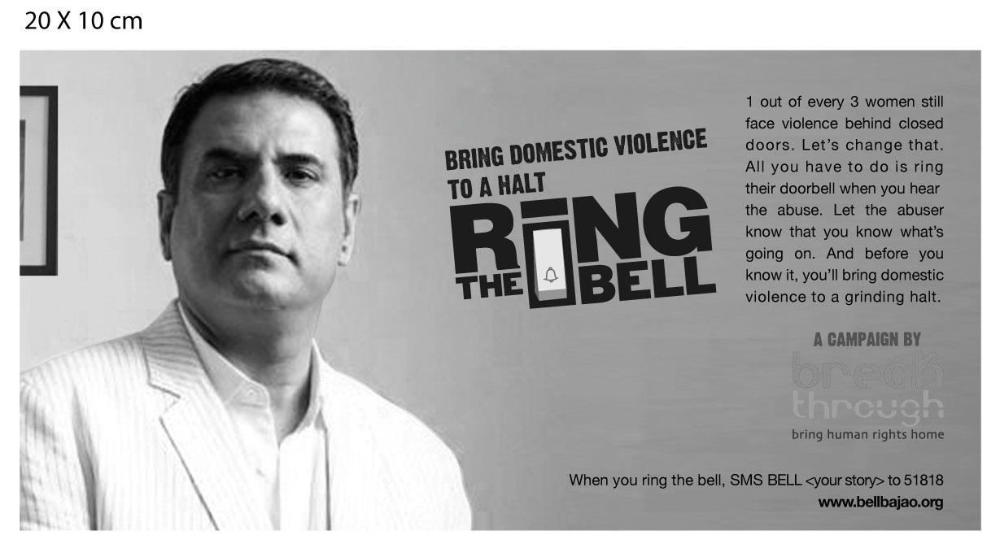 20 X 10 cm
BRING DOMESTIC VIOLENCE
TO A HALT
RING
THE BELL
1 out of every 3 women still
face violence behind closed
doors. Let's change that.
All you have to do is ring
their doorbell when you hear
the abuse. Let the abuser
know that you know what's
going on. And before you
know it, you'll bring domestic
violence to a grinding halt.
A CAMPAIGN BY
break
through
bring human rights home
When you ring the bell, SMS BELL <your story> to 51818
www.bellbajao.org